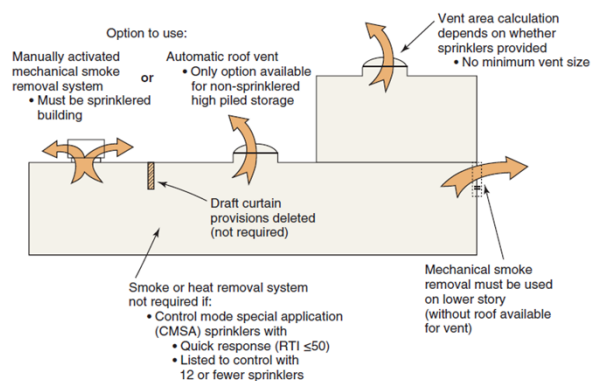 Option to use:
Manually activated
mechanical smoke
removal system
• Must be sprinklered
building
or
Automatic roof vent
• Only option available
for non-sprinklered
high piled storage
Vent area calculation
depends on whether
sprinklers provided
• No minimum vent size
Draft curtain
provisions deleted
(not required)
Smoke or heat removal system
not required if:
• Control mode special application
(CMSA) sprinklers with
• Quick response (RTI ≤50)
• Listed to control with
12 or fewer sprinklers
Mechanical smoke
removal must be used
on lower story
(without roof available
for vent)